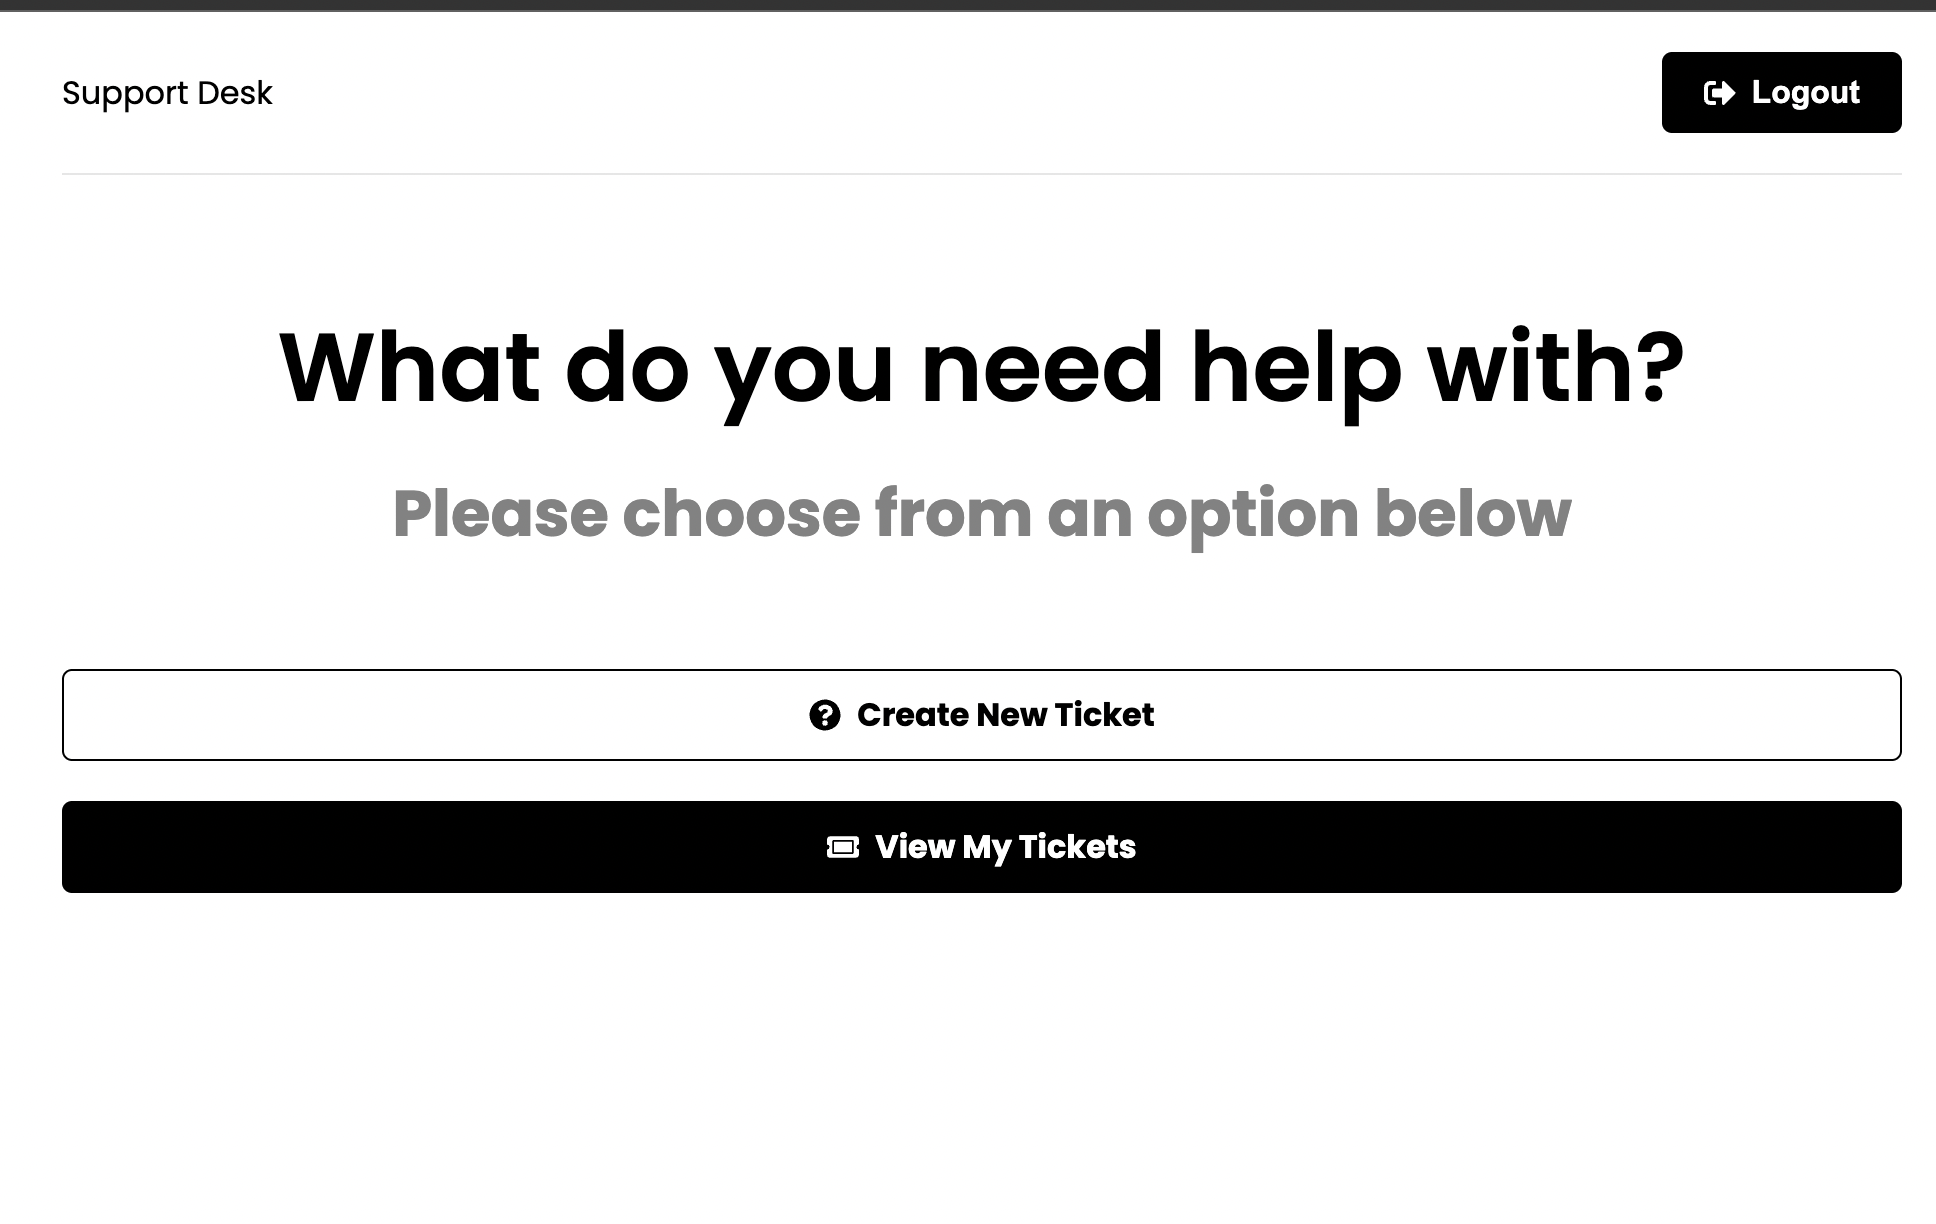 Support Desk
Logout
What do you need help with?
Please choose from an option below
Create New Ticket
View My Tickets